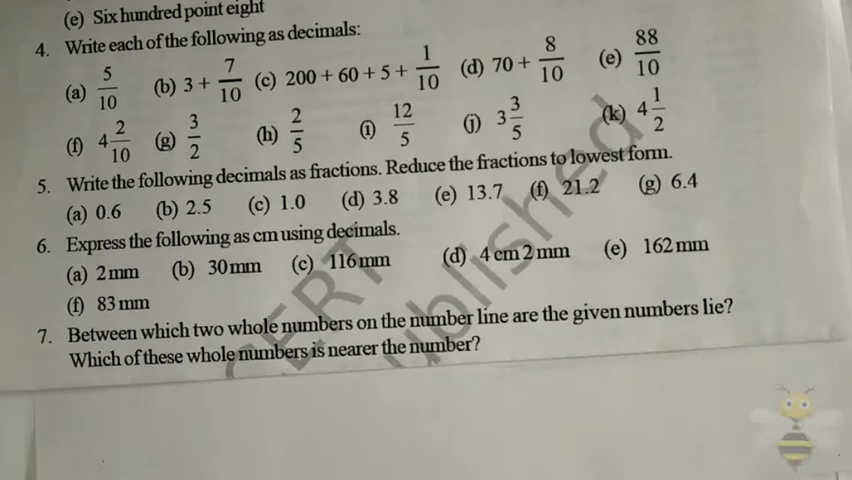 (e) Six hundred point eight
4. Write each of the following as decimals:
(a) 5/10 (b) 3 + 7/10 (c) 200 + 60 + 5 + 1/10 (d) 70 + 8/10 (e) 88/10
(f) 4 2/10 (g) 3/2 (h) 2/5 (i) 12/5 (j) 3 3/5 (k) 4 1/2
5. Write the following decimals as fractions. Reduce the fractions to lowest form.
(a) 0.6 (b) 2.5 (c) 1.0 (d) 3.8 (e) 13.7 (f) 21.2 (g) 6.4
6. Express the following as cm using decimals.
(a) 2 mm (b) 30 mm (c) 116 mm (d) 4 cm 2 mm (e) 162 mm
(f) 83 mm
7. Between which two whole numbers on the number line are the given numbers lie?
Which of these whole numbers is nearer the number?